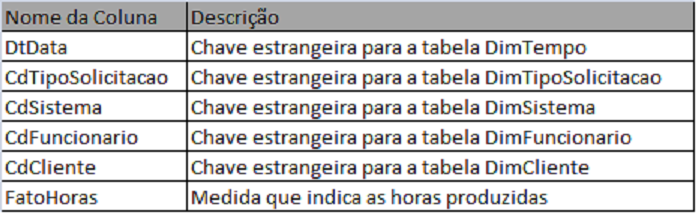 Nome da Coluna Descrição
DtData Chave estrangeira para a tabela DimTempo
CdTipoSolicitacao Chave estrangeira para a tabela DimTipoSolicitacao
CdSistema Chave estrangeira para a tabela DimSistema
CdFuncionario Chave estrangeira para a tabela DimFuncionario
CdCliente Chave estrangeira para a tabela DimCliente
FatoHoras Medida que indica as horas produzidas